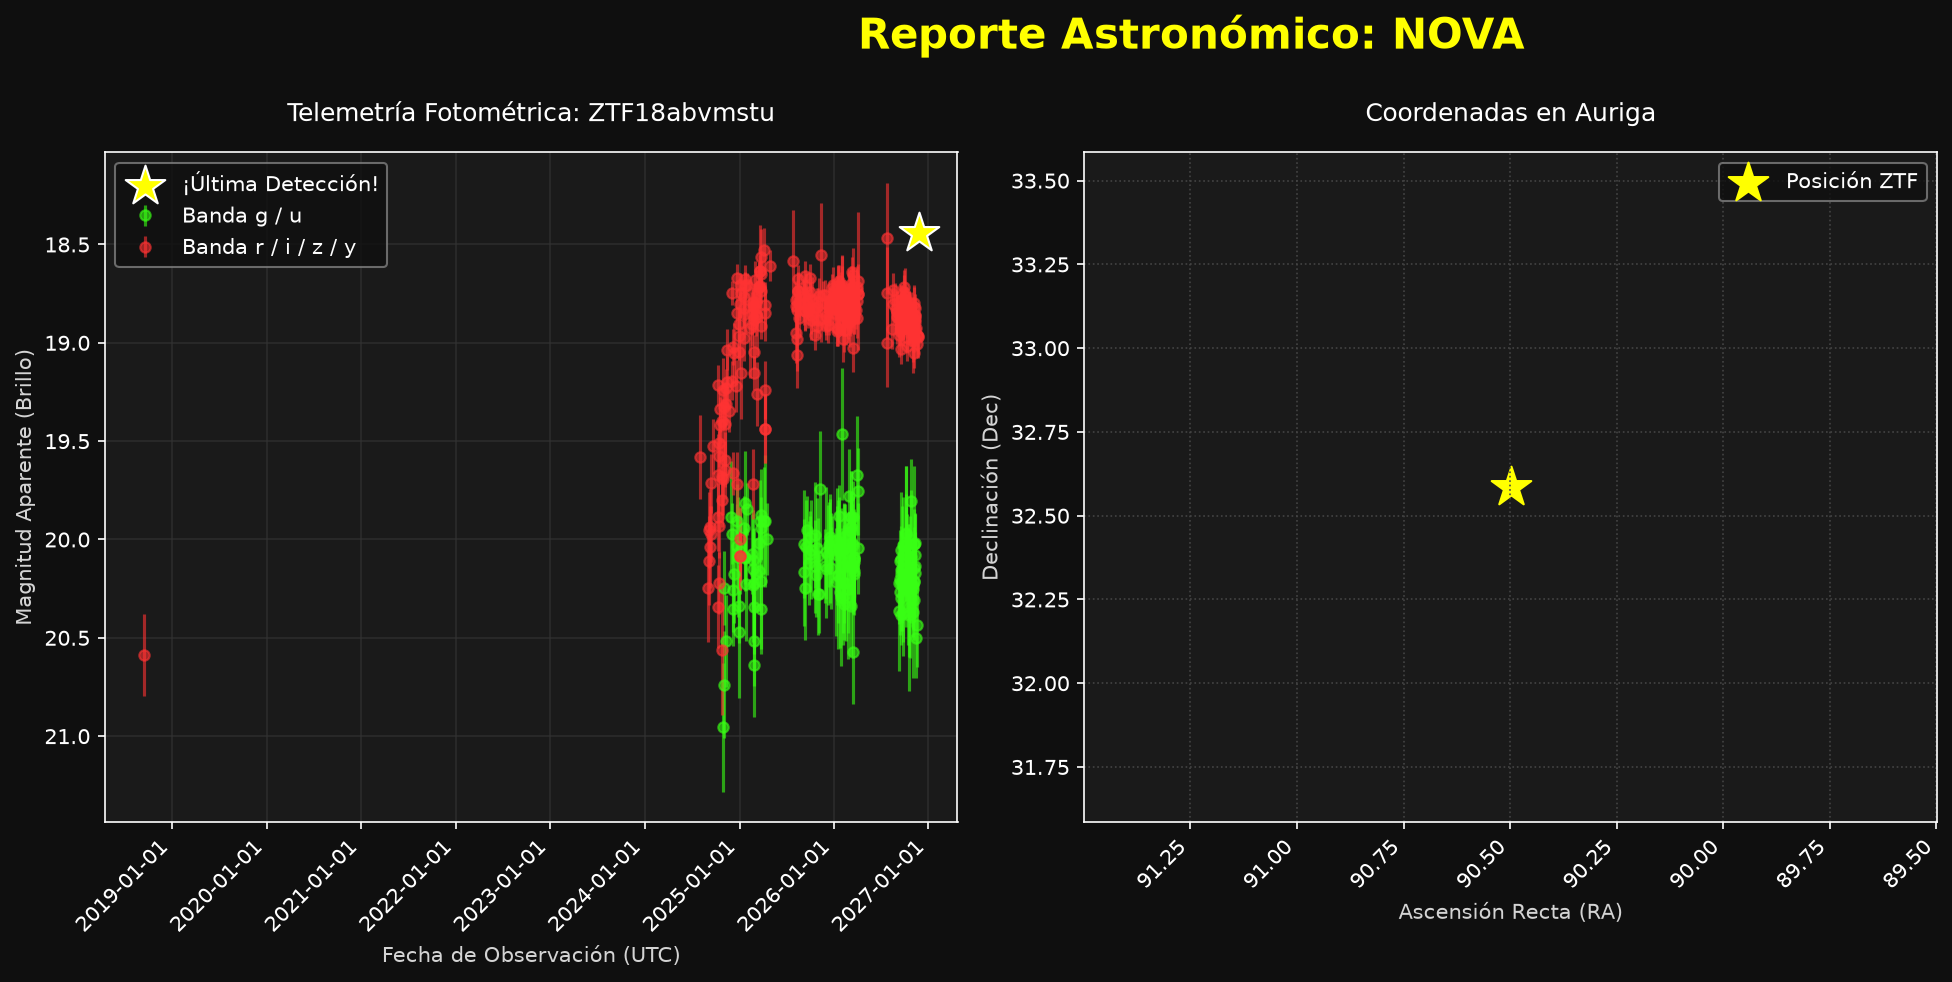 Reporte Astronómico: NOVA
Telemetría Fotométrica: ZTF18abvmstu
¡Última Detección!
Banda g / u
Banda r / i / z / y
Magnitud Aparente (Brillo)
18.5
19.0
19.5
20.0
20.5
21.0
2019-01-01
2020-01-01
2021-01-01
2022-01-01
2023-01-01
2024-01-01
2025-01-01
2026-01-01
2027-01-01
Fecha de Observación (UTC)
Coordenadas en Auriga
Posición ZTF
Declinación (Dec)
33.50
33.25
33.00
32.75
32.50
32.25
32.00
31.75
91.25
91.00
90.75
90.50
90.25
90.00
89.75
89.50
Ascensión Recta (RA)